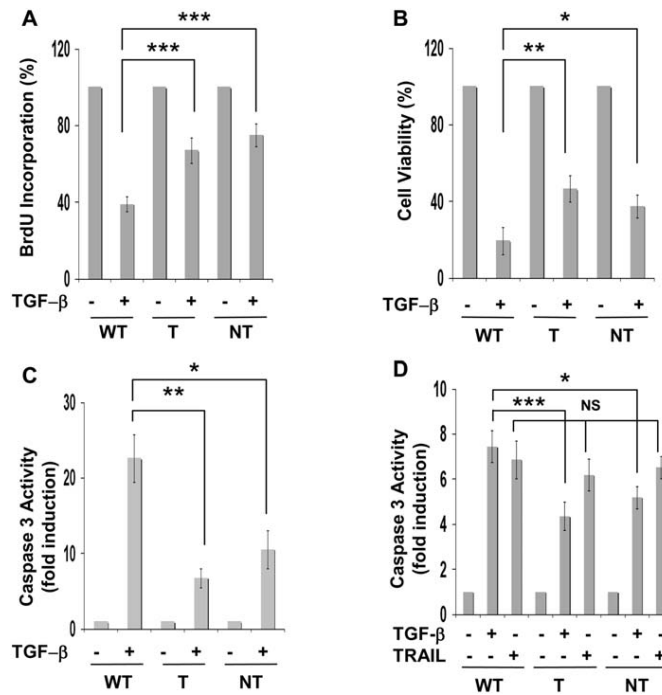 A
***
***
120
80
40
0
BrdU Incorporation (%)
TGF−β - + - + - +
WT T NT
B
*
**
120
80
40
0
Cell Viability (%)
TGF−β - + - + - +
WT T NT
C
*
**
30
20
10
0
Caspase 3 Activity
(fold induction)
TGF−β - + - + - +
WT T NT
D
*
***
NS
10
8
6
4
2
0
Caspase 3 Activity
(fold induction)
TGF-β - + - - + - - + -
TRAIL - - + - - + - - +
WT T NT